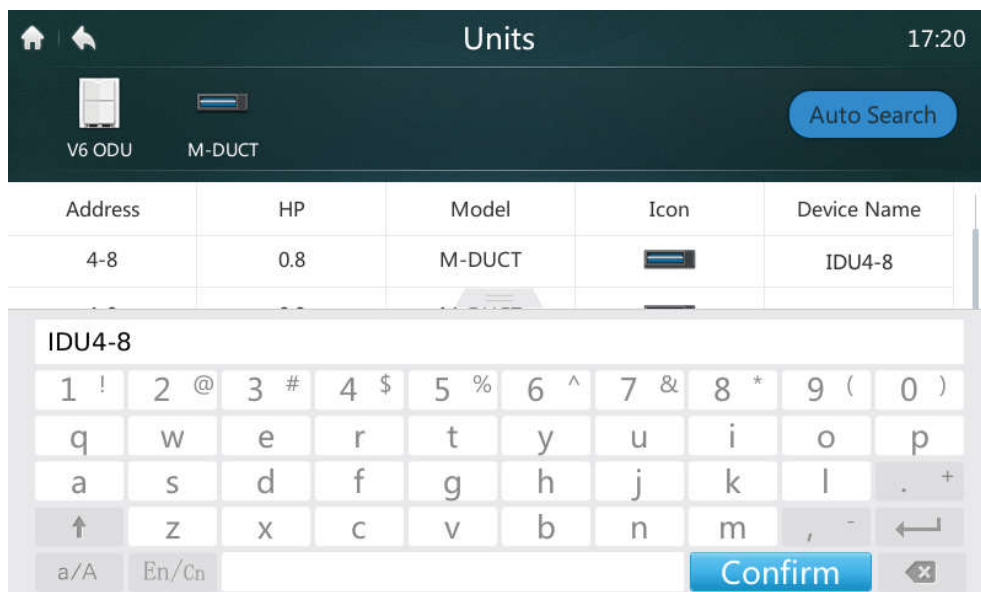 Units 17:20
V6 ODU M-DUCT Auto Search
Address HP Model Icon Device Name
4-8 0.8 M-DUCT IDU4-8
IDU4-8
1 ! 2 @ 3 # 4 $ 5 % 6 ^ 7 & 8 * 9 ( 0 )
q w e r t y u i o p
a s d f g h j k l . +
z x c v b n m , -
a/A En/Cn Confirm